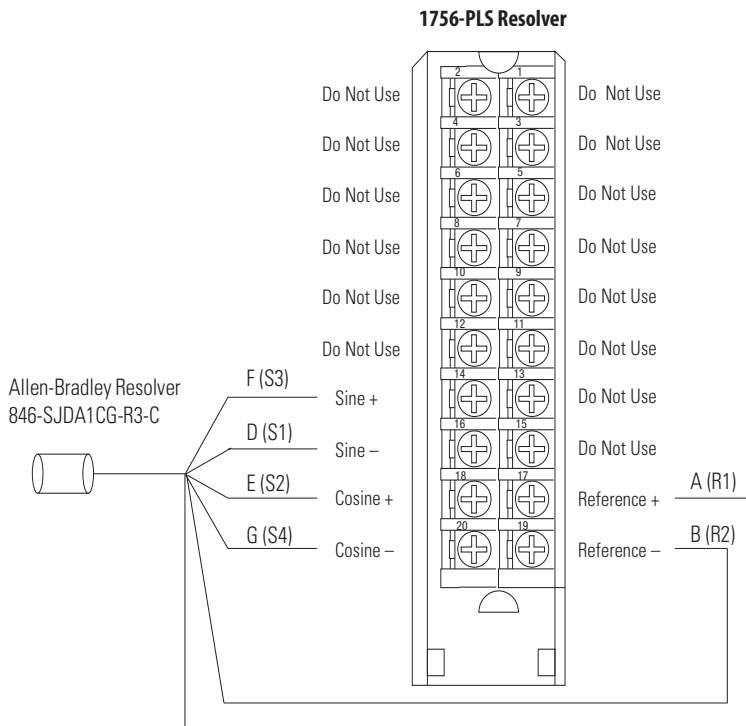 1756-PLS Resolver
2 1
Do Not Use Do Not Use
4 3
Do Not Use Do Not Use
6 5
Do Not Use Do Not Use
8 7
Do Not Use Do Not Use
10 9
Do Not Use Do Not Use
12 11
Do Not Use Do Not Use
Allen-Bradley Resolver
846-SJDA1CG-R3-C
14 13
F (S3) Sine + Do Not Use
16 15
D (S1) Sine – Do Not Use
18 17
E (S2) Cosine + Reference + A (R1)
20 19
G (S4) Cosine – Reference – B (R2)